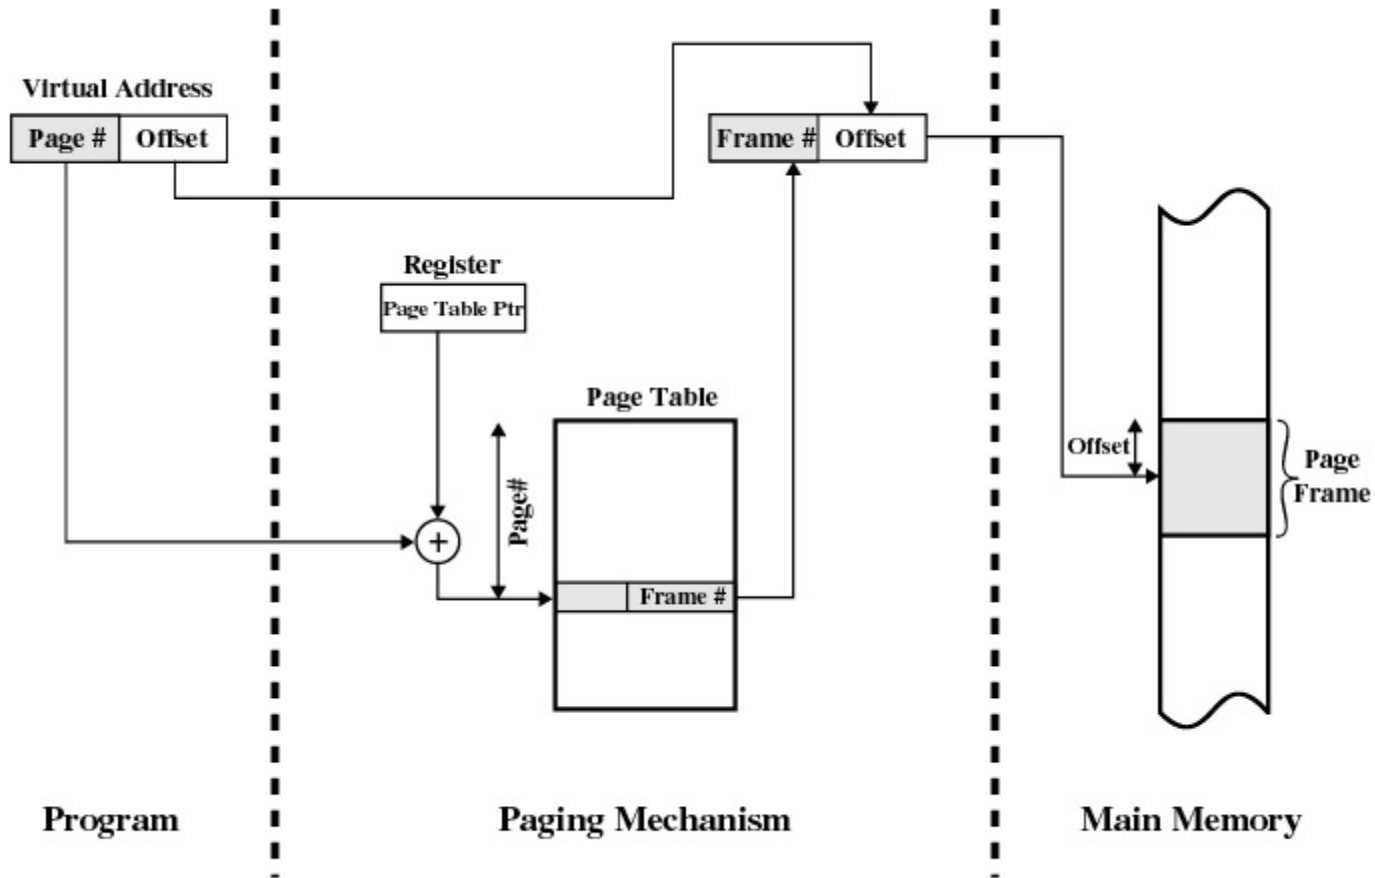 Virtual Address
Page #
Offset
Frame #
Offset
Register
Page Table Ptr
Page Table
Page#
+
Frame #
Offset
Page
Frame
Program
Paging Mechanism
Main Memory